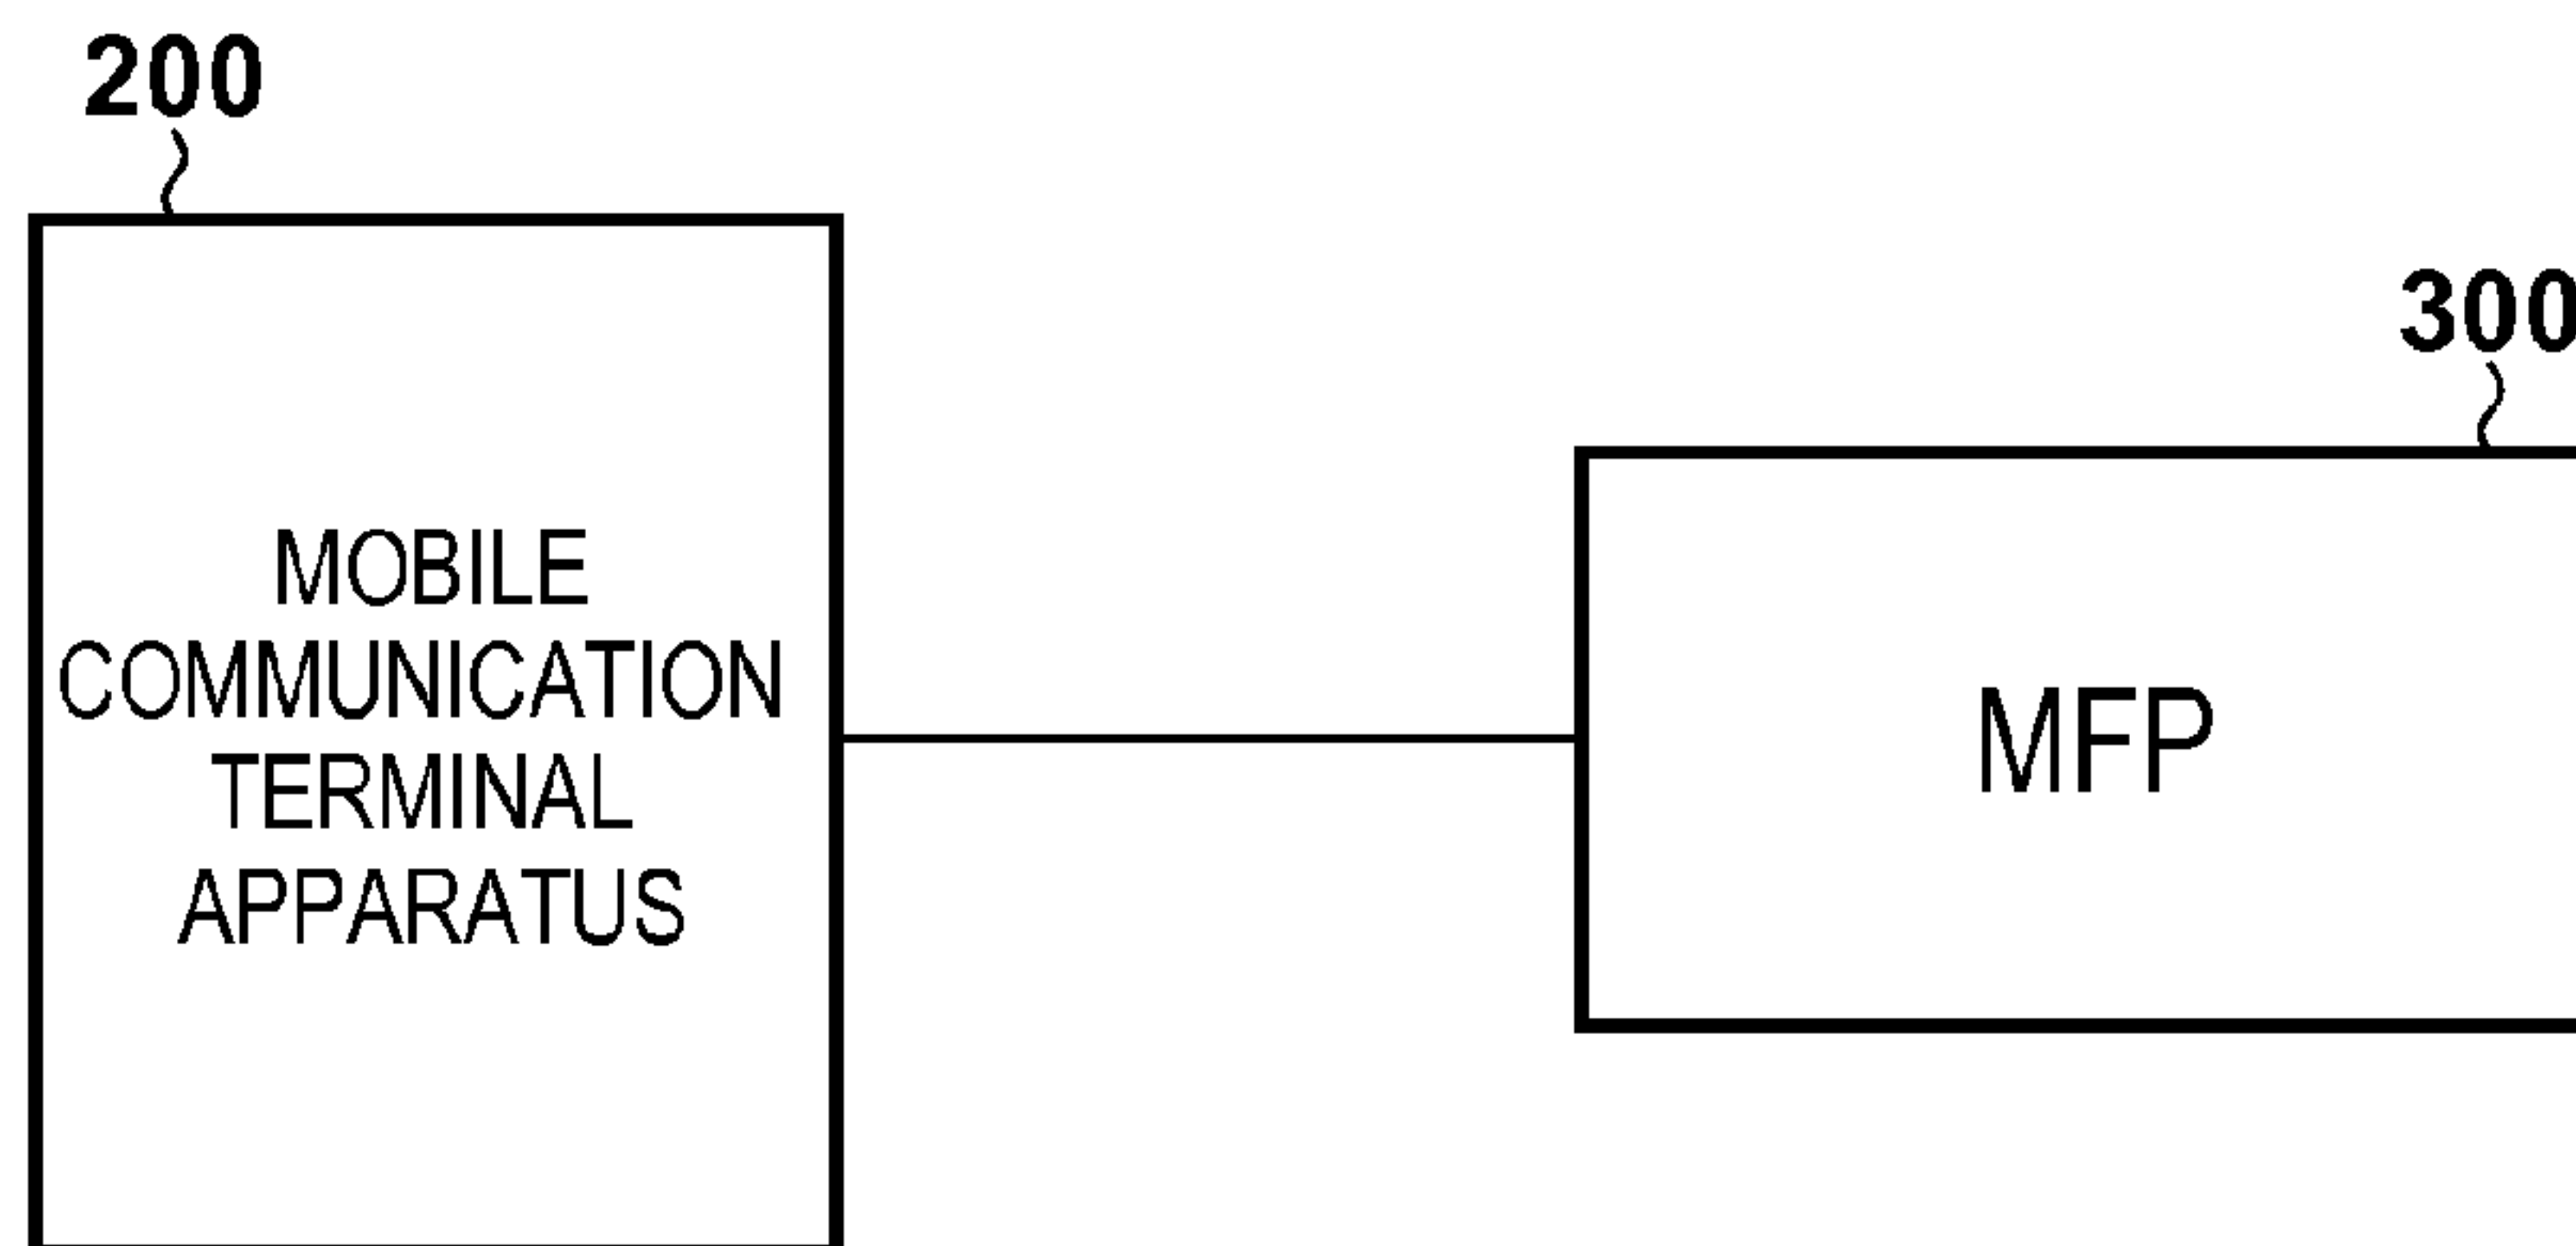 200
300
MOBILE
COMMUNICATION
TERMINAL
APPARATUS
MFP